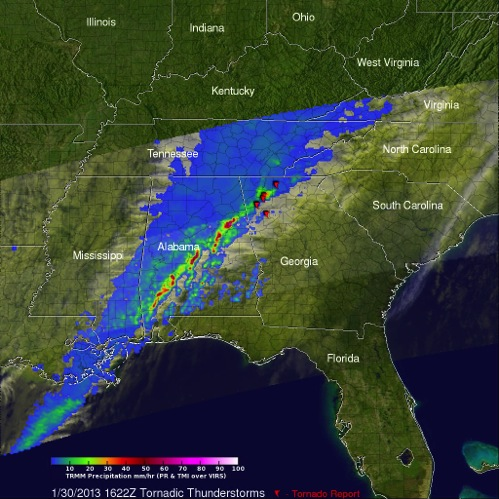 Illinois
Indiana
Ohio
West Virginia
Kentucky
Virginia
Tennessee
North Carolina
South Carolina
Mississippi
Alabama
Georgia
Florida
10 20 30 40 50 60 70 80 90 100
TRMM Precipitation mm/hr (PR & TMI over VIRS)
1/30/2013 1622Z Tornadic Thunderstorms - Tornado Report